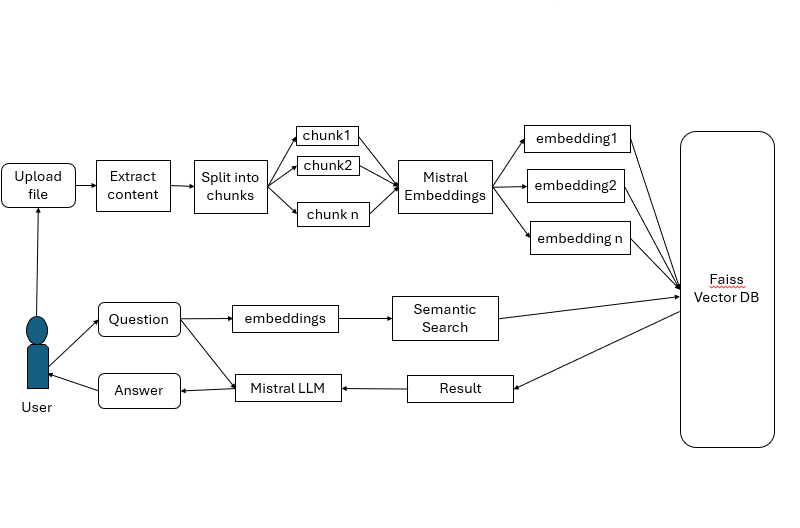 Upload
file
Extract
content
Split into
chunks
chunk1
chunk2
chunk n
Mistral
Embeddings
embedding1
embedding2
embedding n
Faiss
Vector DB
Question
embeddings
Semantic
Search
Answer
Mistral LLM
Result
User